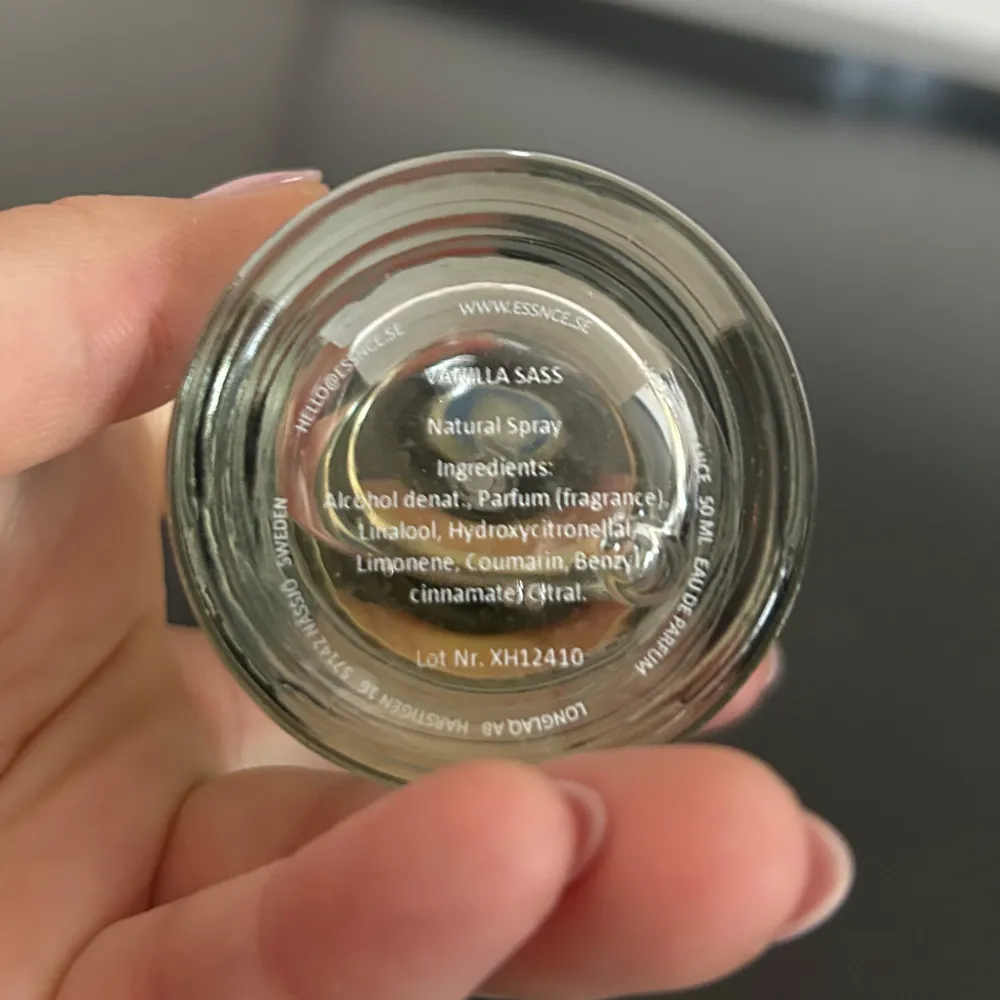 WWW.ESSNCE.SE
HELLO@ESSNCE.SE
VANILLA SASS
Natural Spray
Ingredients:
Alcohol denat., Parfum (fragrance),
Linalool, Hydroxycitronellal,
Limonene, Coumarin, Benzyl
cinnamate, Citral.
Lot Nr. XH12410
50 ML EAU DE PARFUM
LONGLAQ AB HARSTIGEN 16 57142 NÄSSJÖ SWEDEN